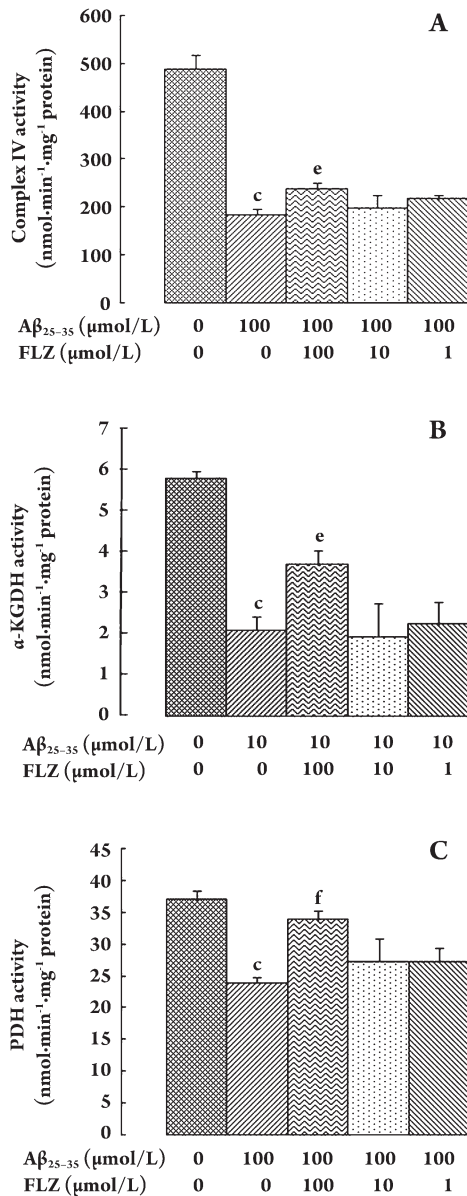 A
Complex IV activity
(nmol·min⁻¹·mg⁻¹ protein)
600
500
400
300
200
100
0
c
e
Aβ₂₅₋₃₅ (μmol/L) 0 100 100 100 100
FLZ (μmol/L) 0 0 100 10 1
B
α-KGDH activity
(nmol·min⁻¹·mg⁻¹ protein)
7
6
5
4
3
2
1
0
c
e
Aβ₂₅₋₃₅ (μmol/L) 0 10 10 10 10
FLZ (μmol/L) 0 0 100 10 1
C
PDH activity
(nmol·min⁻¹·mg⁻¹ protein)
45
40
35
30
25
20
15
10
5
0
c
f
Aβ₂₅₋₃₅ (μmol/L) 0 100 100 100 100
FLZ (μmol/L) 0 0 100 10 1